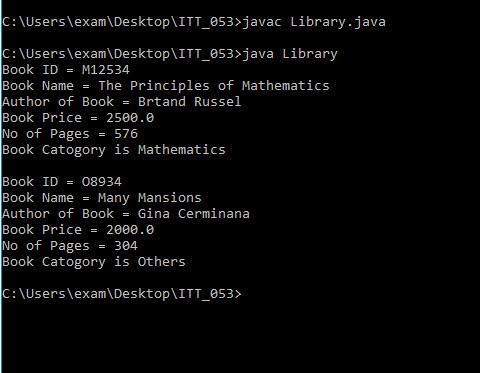 C:\Users\exam\Desktop\ITT_053>javac Library.java
C:\Users\exam\Desktop\ITT_053>java Library
Book ID = M12534
Book Name = The Principles of Mathematics
Author of Book = Brtand Russel
Book Price = 2500.0
No of Pages = 576
Book Catogory is Mathematics
Book ID = O8934
Book Name = Many Mansions
Author of Book = Gina Cerminana
Book Price = 2000.0
No of Pages = 304
Book Catogory is Others
C:\Users\exam\Desktop\ITT_053>